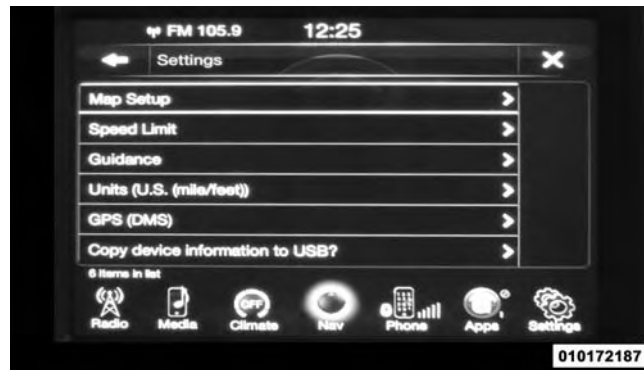 FM 105.9 12:25
Settings
Map Setup
Speed Limit
Guidance
Units (U.S. (mile/feet))
GPS (DMS)
Copy device information to USB?
6 Items in list
OFF
Radio Media Climate Nav Phone Apps Settings
010172187